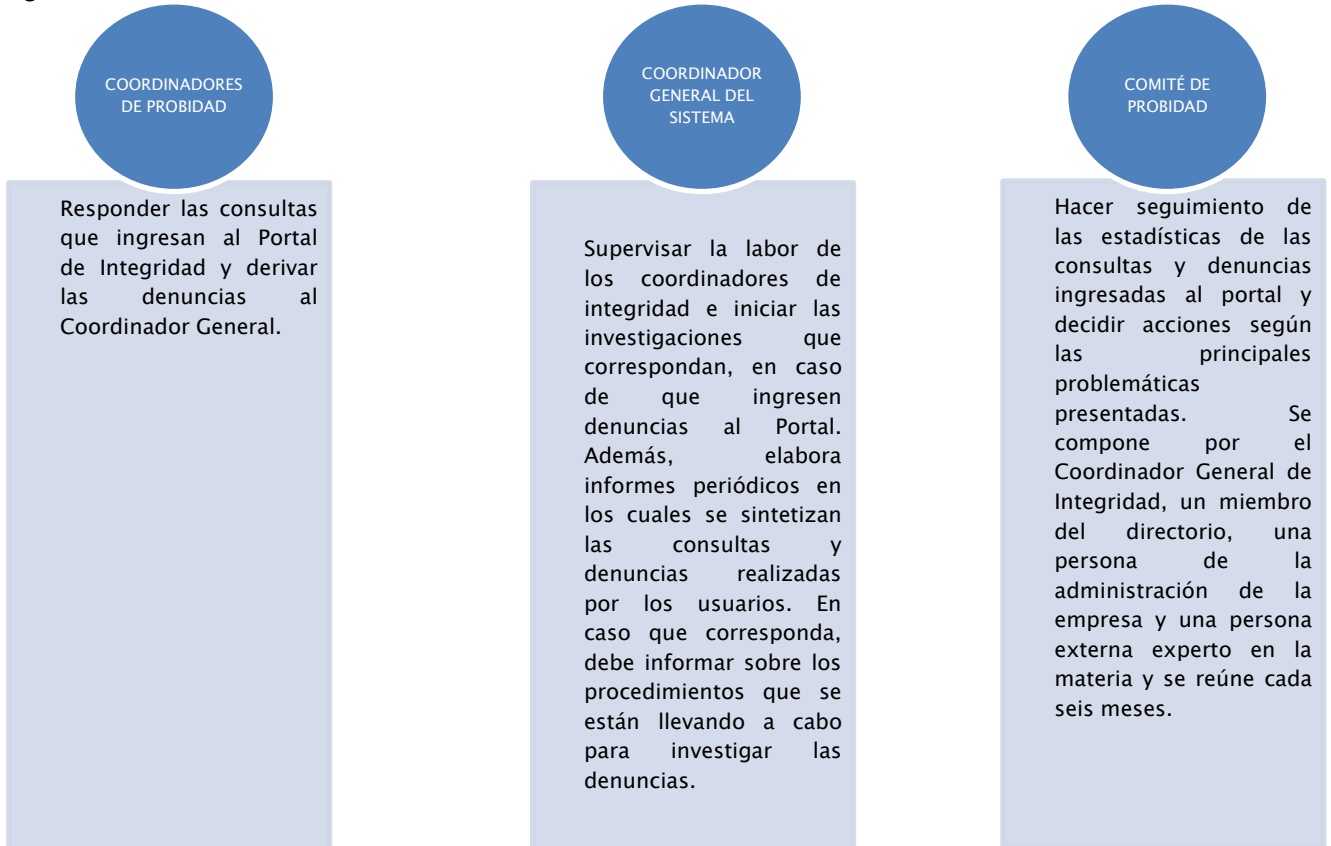 COORDINADORES
DE PROBIDAD
Responder las consultas
que ingresan al Portal
de Integridad y derivar
las denuncias al
Coordinador General.
COORDINADOR
GENERAL DEL
SISTEMA
Supervisar la labor de
los coordinadores de
integridad e iniciar las
investigaciones que
correspondan, en caso
de que ingresen
denuncias al Portal.
Además, elabora
informes periódicos en
los cuales se sintetizan
las consultas y
denuncias realizadas
por los usuarios. En
caso que corresponda,
debe informar sobre los
procedimientos que se
están llevando a cabo
para investigar las
denuncias.
COMITÉ DE
PROBIDAD
Hacer seguimiento de
las estadísticas de las
consultas y denuncias
ingresadas al portal y
decidir acciones según
las principales
problemáticas
presentadas. Se
compone por el
Coordinador General de
Integridad, un miembro
del directorio, una
persona de la
administración de la
empresa y una persona
externa experto en la
materia y se reúne cada
seis meses.